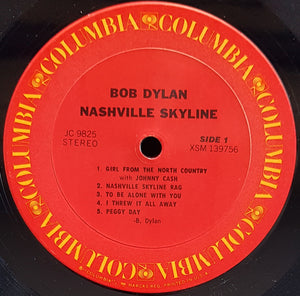 COLUMBIA COLUMBIA COLUMBIA COLUMBIA COLUMBIA COLUMBIA
BOB DYLAN
NASHVILLE SKYLINE
JC 9825
STEREO
SIDE 1
XSM 139756
1. GIRL FROM THE NORTH COUNTRY
with JOHNNY CASH
2. NASHVILLE SKYLINE RAG
3. TO BE ALONE WITH YOU
4. I THREW IT ALL AWAY
5. PEGGY DAY
-B. Dylan-